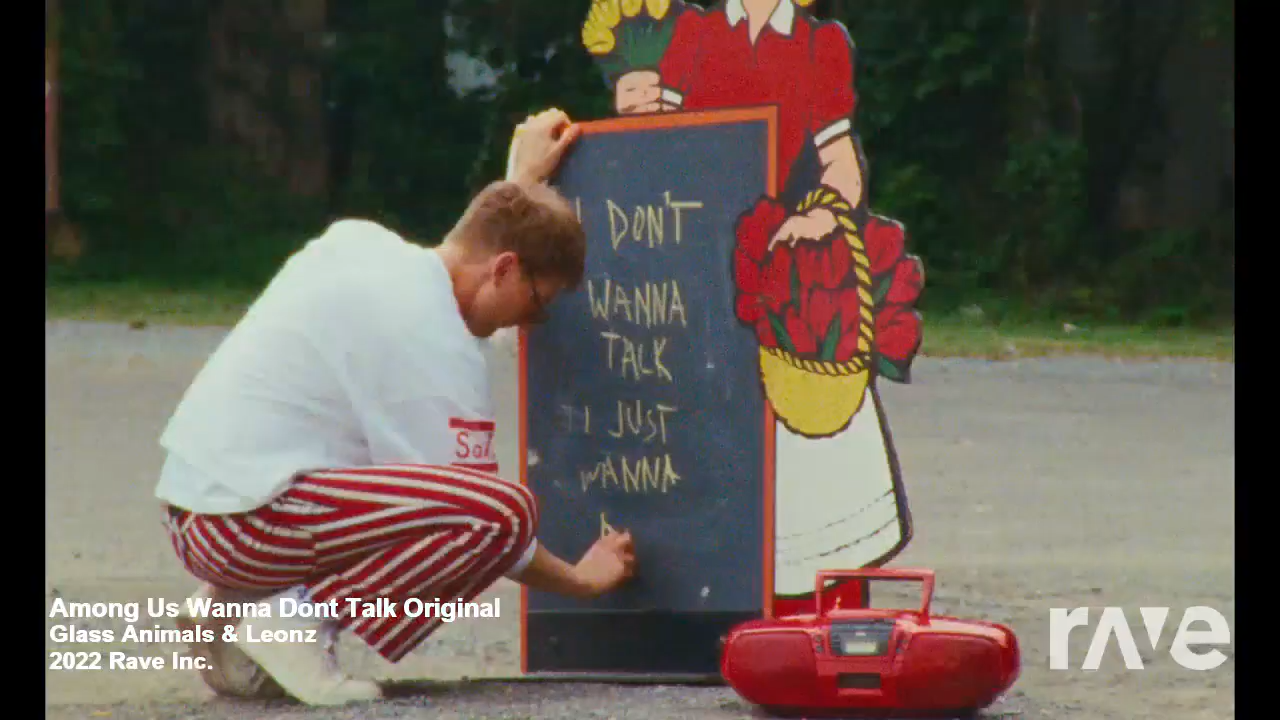 I DON'T
WANNA
TALK
I JUST
WANNA
Among Us Wanna Dont Talk Original
Glass Animals & Leonz
2022 Rave Inc.
rave